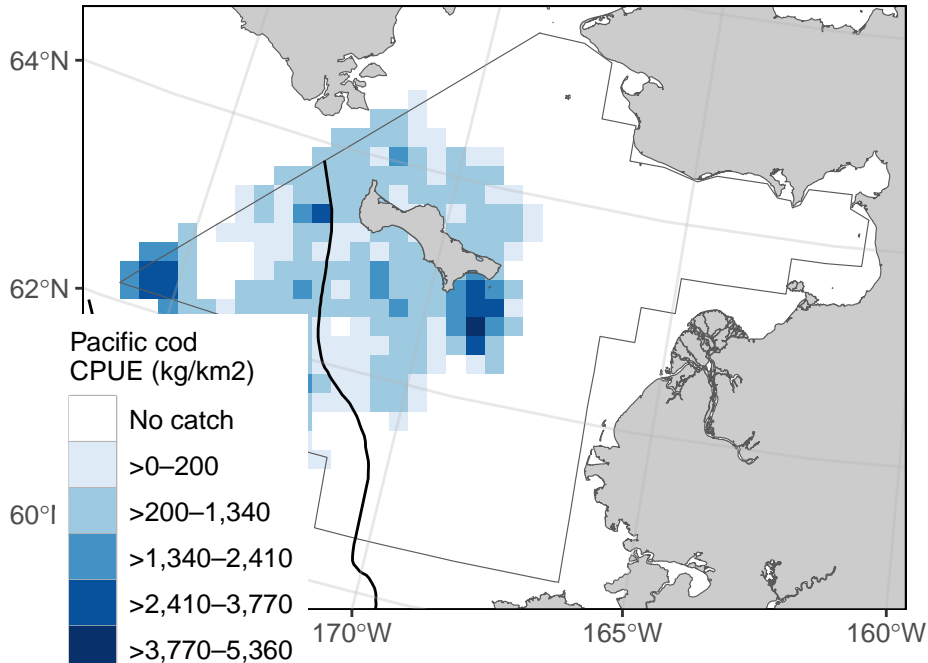 64°N
62°N
60°
Pacific cod
CPUE (kg/km2)
No catch
>0–200
>200–1,340
>1,340–2,410
>2,410–3,770
>3,770–5,360
170°W
165°W
160°W